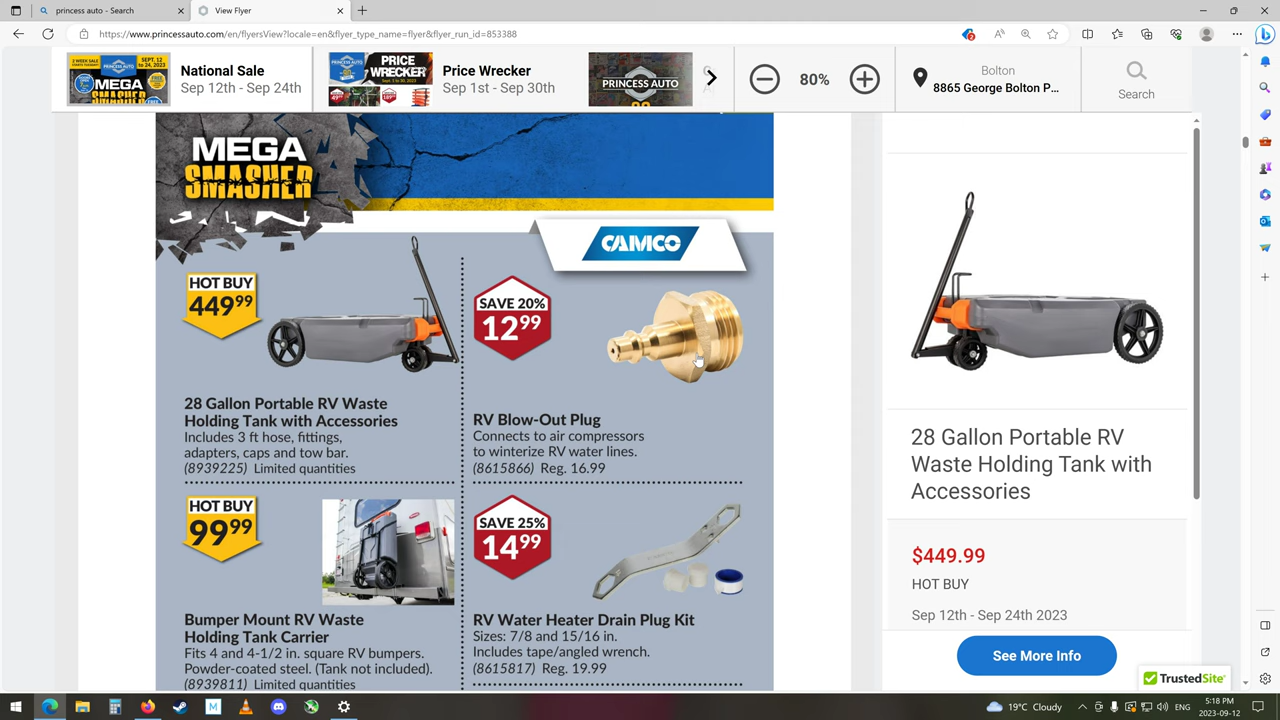 princess auto - Search
View Flyer
https://www.princessauto.com/en/flyersView?locale=en&flyer_type_name=flyer&flyer_run_id=853388
National Sale
Sep 12th - Sep 24th
Price Wrecker
Sep 1st - Sep 30th
PRICE WRECKER
PRINCESS AUTO
80%
Bolton
8865 George Bolton P...
Search
MEGA
SMASHER
CAMCO
HOT BUY
449 99
28 Gallon Portable RV Waste
Holding Tank with Accessories
Includes 3 ft hose, fittings,
adapters, caps and tow bar.
(8939225) Limited quantities
SAVE 20%
12 99
RV Blow-Out Plug
Connects to air compressors
to winterize RV water lines.
(8615866) Reg. 16.99
HOT BUY
99 99
Bumper Mount RV Waste
Holding Tank Carrier
Fits 4 and 4-1/2 in. square RV bumpers.
Powder-coated steel. (Tank not included).
(8939811) Limited quantities
SAVE 25%
14 99
RV Water Heater Drain Plug Kit
Sizes: 7/8 and 15/16 in.
Includes tape/angled wrench.
(8615817) Reg. 19.99
28 Gallon Portable RV
Waste Holding Tank with
Accessories
$449.99
HOT BUY
Sep 12th - Sep 24th 2023
See More Info
TrustedSite
19°C Cloudy
ENG
5:18 PM
2023-09-12